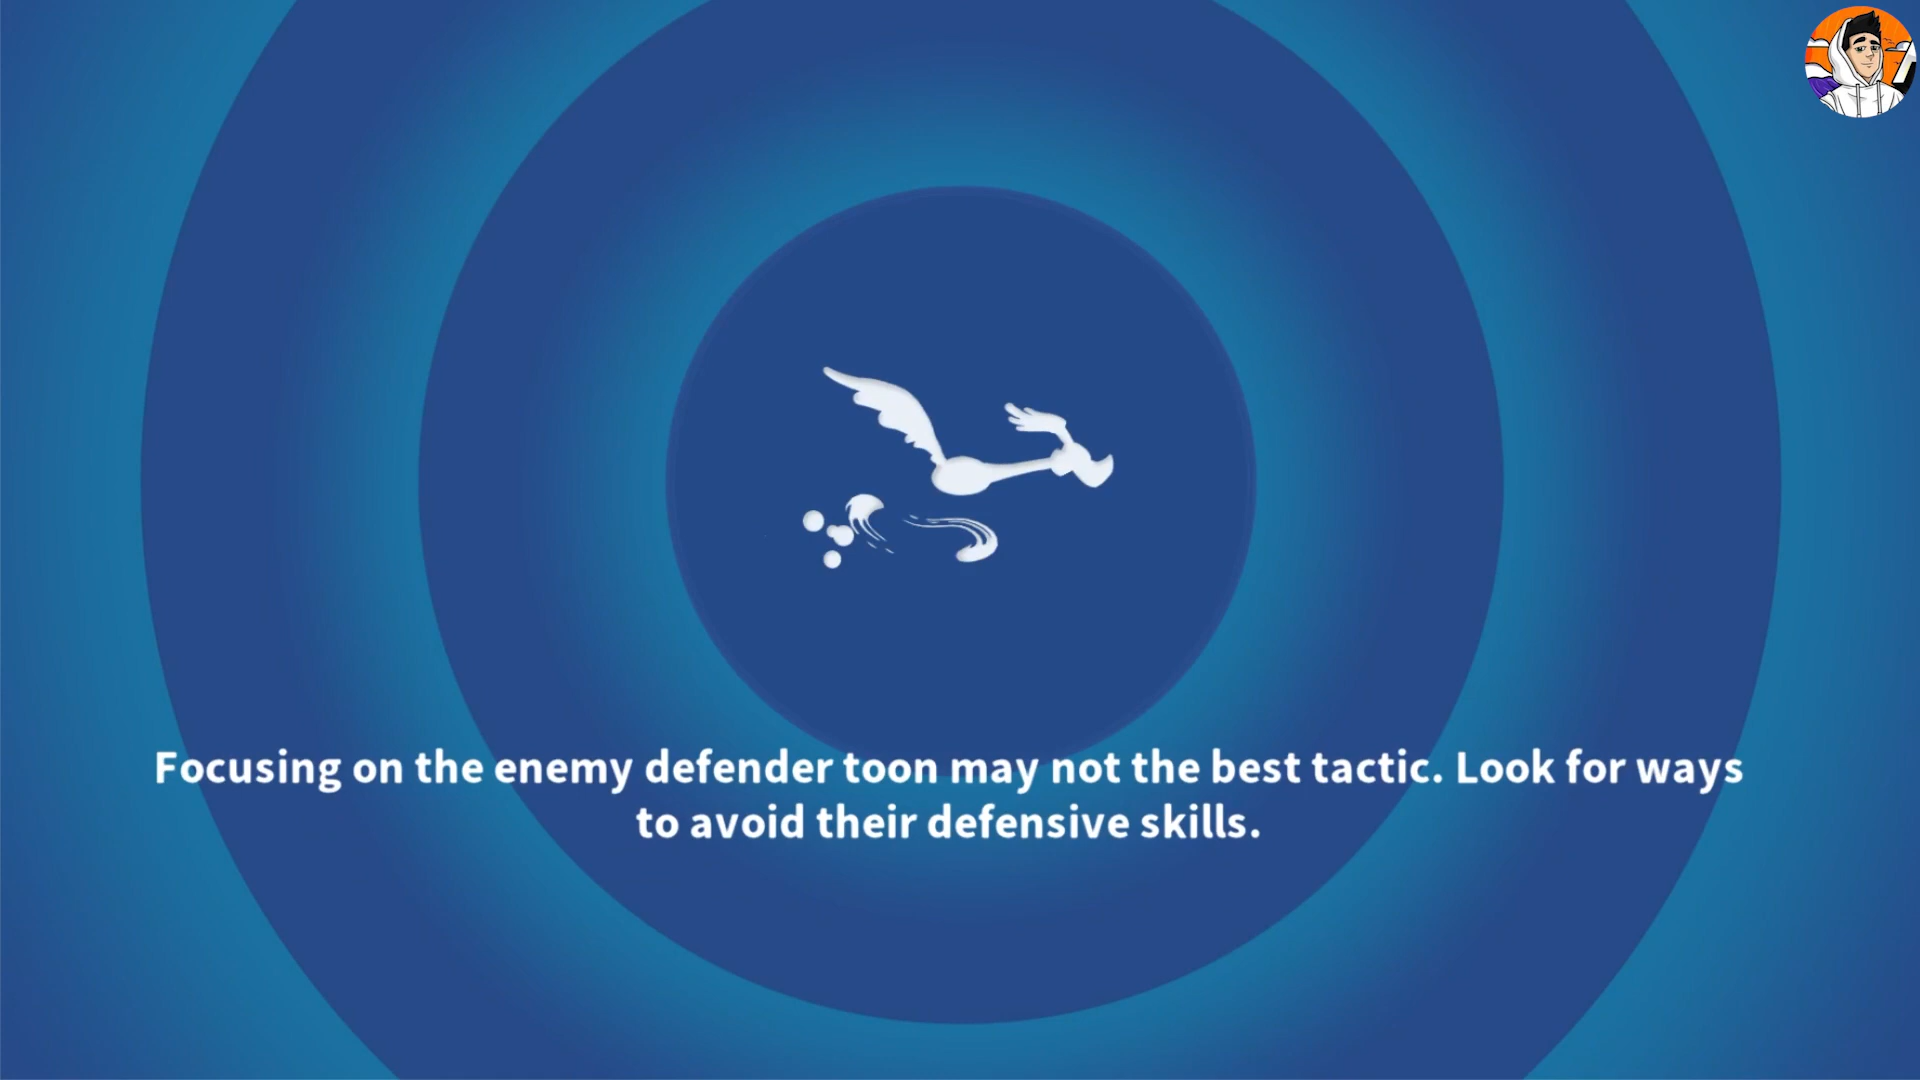 Focusing on the enemy defender toon may not the best tactic. Look for ways
to avoid their defensive skills.